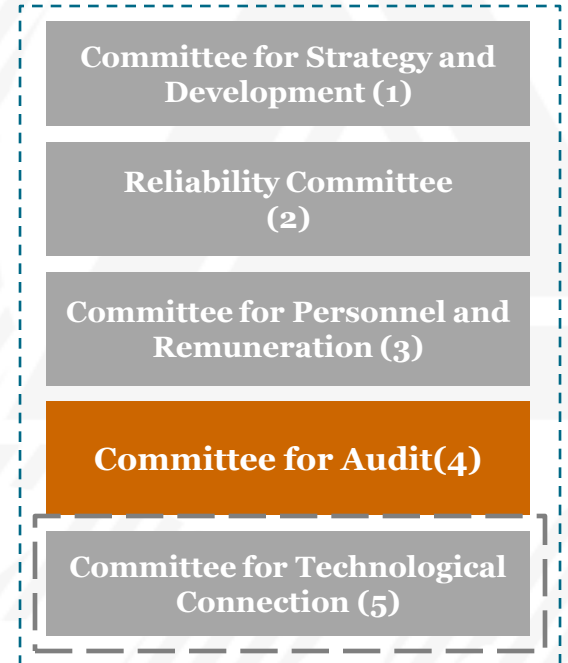 Committee for Strategy and
Development (1)
Reliability Committee
(2)
Committee for Personnel and
Remuneration (3)
Committee for Audit(4)
Committee for Technological
Connection (5)